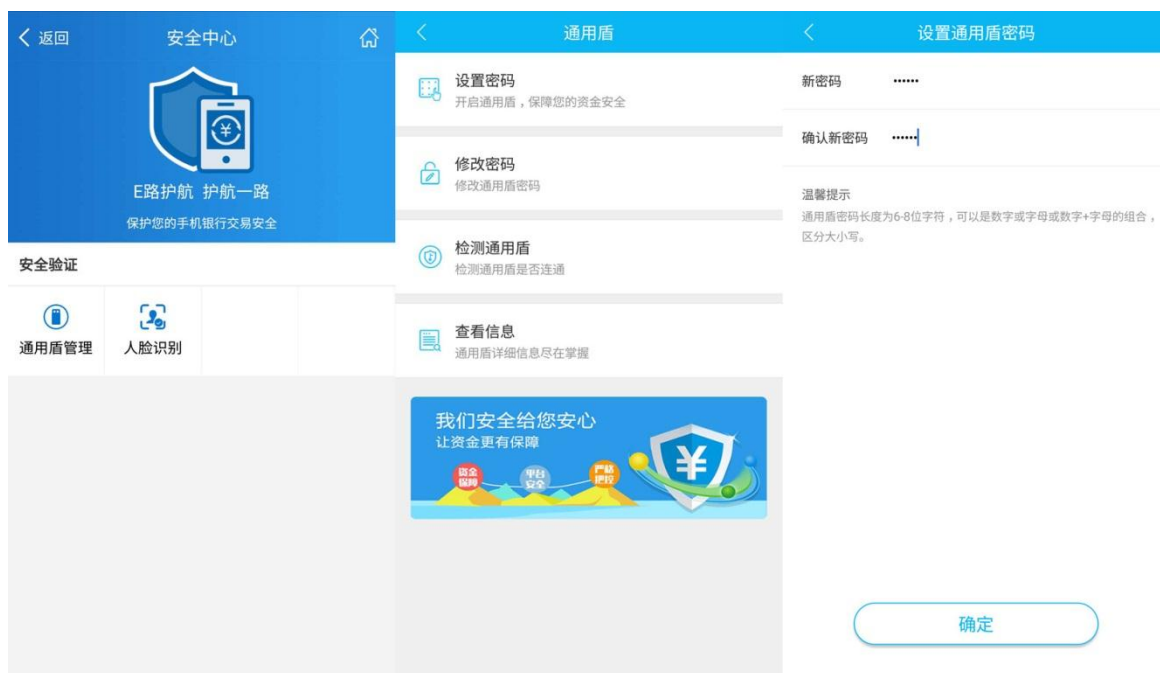 返回
安全中心
¥
E路护航 护航一路
保护您的手机银行交易安全
安全验证
通用盾管理
人脸识别
通用盾
设置密码
开启通用盾，保障您的资金安全
修改密码
修改通用盾密码
检测通用盾
检测通用盾是否连通
查看信息
通用盾详细信息尽在掌握
我们安全给您安心
让资金更有保障
资金
保障
平台
安全
严格
把控
¥
设置通用盾密码
新密码 ••••••
确认新密码 ••••••
温馨提示
通用盾密码长度为6-8位字符，可以是数字或字母或数字+字母的组合，
区分大小写。
确定